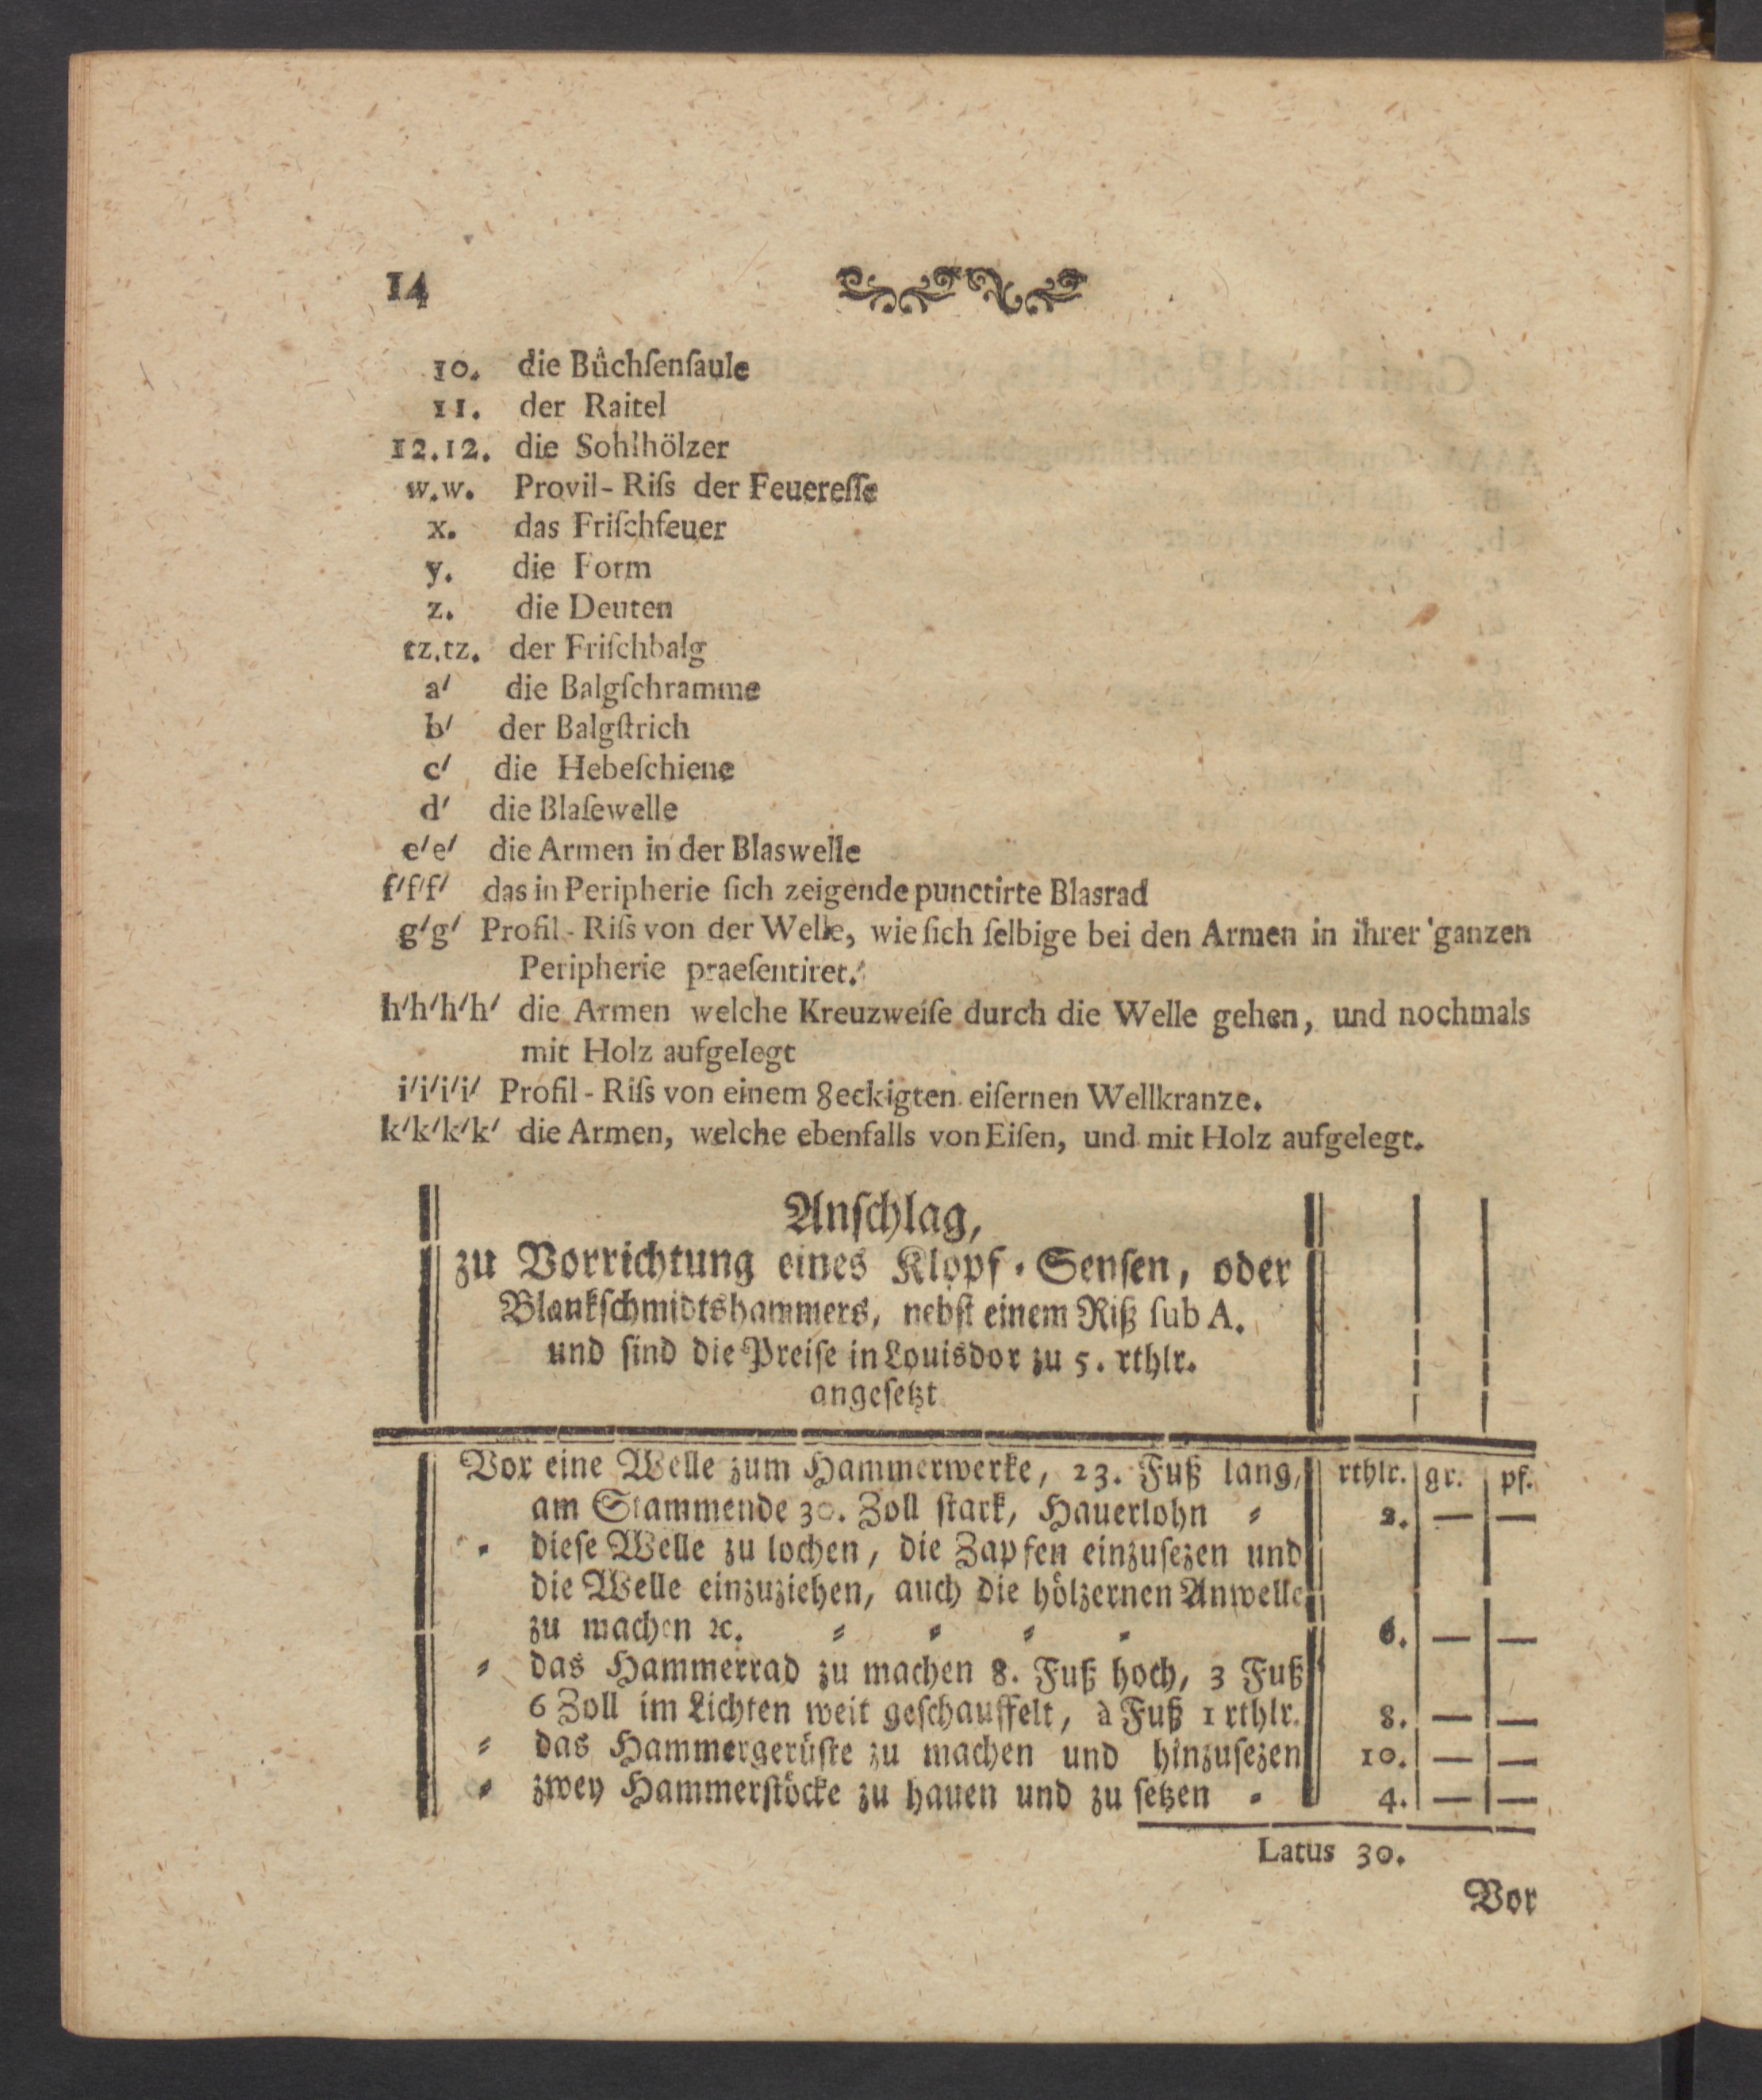 14
10. die Bůchſenſaule
11. der Raitel
12.12. die Sohlhölzer
w.w. Provil-Riſs der Feuereſſe
x. das Friſchfeuer
y. die Form
z. die Deuten
tz.tz. der Friſchbalg
a′ die Balgſchramme
b′ der Balgſtrich
c′ die Hebeſchiene
d′ die Blaſewelle
e′e′ die Armen in der Blaswelle
f′f′f′ das in Peripherie ſich zeigende punctirte Blasrad
g′g′ Profil-Riſs von der Welle, wie ſich ſelbige bei den Armen in ihrer ganzen
Peripherie praeſentiret.
h′h′h′h′ die Armen welche Kreuzweiſe durch die Welle gehen, und nochmals
mit Holz aufgelegt
i′i′i′i′ Profil-Riſs von einem 8eckigten eiſernen Wellkranze.
k′k′k′k′ die Armen, welche ebenfalls von Eiſen, und mit Holz aufgelegt.
Anſchlag,
zu Vorrichtung eines Klopf-Senſen, oder
Blankſchmidtshammers, nebſt einem Riß ſub A.
und ſind die Preiſe in Louisdor zu 5. rthlr.
angeſetzt
Vor eine Welle zum Hammerwerke, 23. Fuß lang, rthlr. gr. pf.
am Stammende 30. Zoll ſtark, Hauerlohn ⸗ 2. — —
⸗ dieſe Welle zu lochen, die Zapfen einzuſezen und
die Welle einzuziehen, auch die hölzernen Anwelle
zu machen ꝛc. ⸗ ⸗ ⸗ ⸗ 6. — —
⸗ das Hammerrad zu machen 8. Fuß hoch, 3 Fuß
6 Zoll im Lichten weit geſchauffelt, à Fuß 1 rthlr. 8. — —
⸗ das Hammergerüſte zu machen und hinzuſezen 10. — —
⸗ zwey Hammerſtöcke zu hauen und zu ſetzen ⸗ 4. — —
Latus 30.
Vor